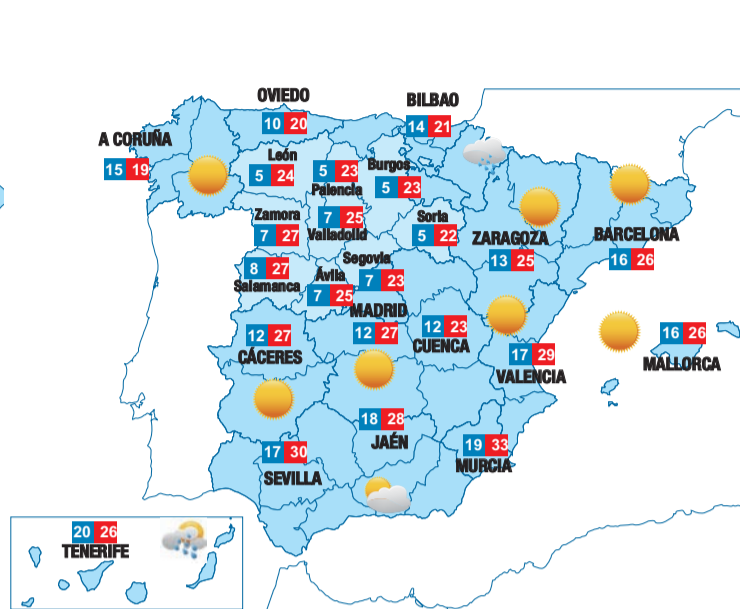 OVIEDO
10 20
BILBAO
14 21
A CORUÑA
15 19
León
5 24
5 23
Palencia
Burgos
5 23
Zamora
7 27
7 25
Valladolid
Soria
5 22
ZARAGOZA
13 25
BARCELONA
16 26
8 27
Salamanca
Ávila
7 25
Segovia
7 23
MADRID
12 27
12 23
CUENCA
12 27
CÁCERES
17 29
VALENCIA
16 26
MALLORCA
18 28
JAÉN
19 33
MURCIA
17 30
SEVILLA
20 26
TENERIFE